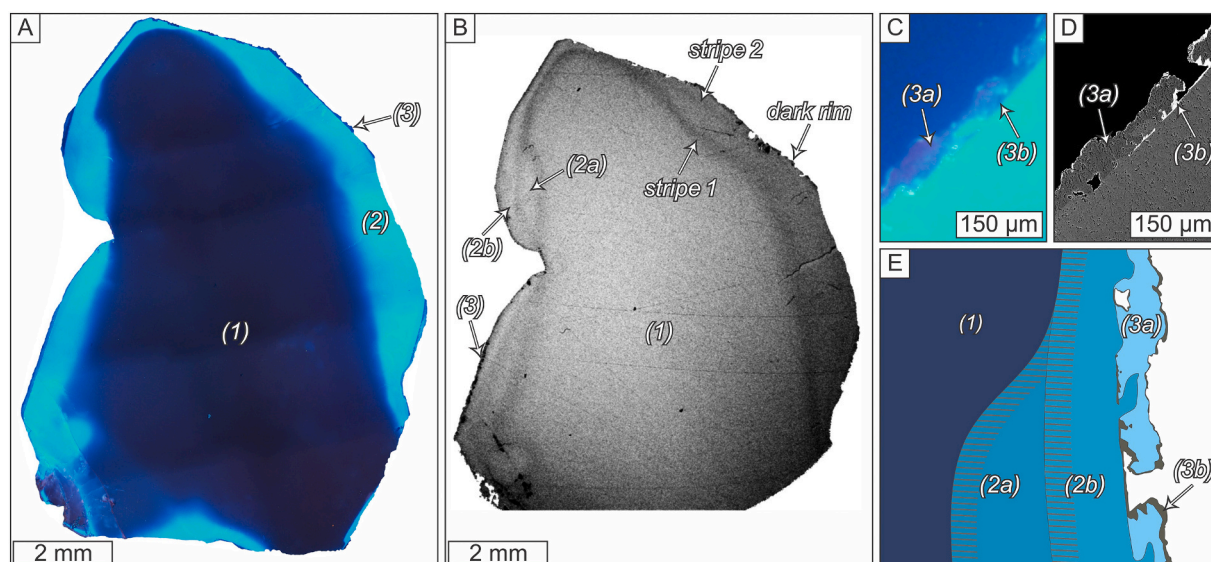 A
(3)
(2)
(1)
2 mm
B
stripe 2
dark rim
(2a)
stripe 1
(2b)
(3)
(1)
2 mm
C
(3a)
(3b)
150 µm
D
(3a)
(3b)
150 µm
E
(1)
(3a)
(2a)
(2b)
(3b)